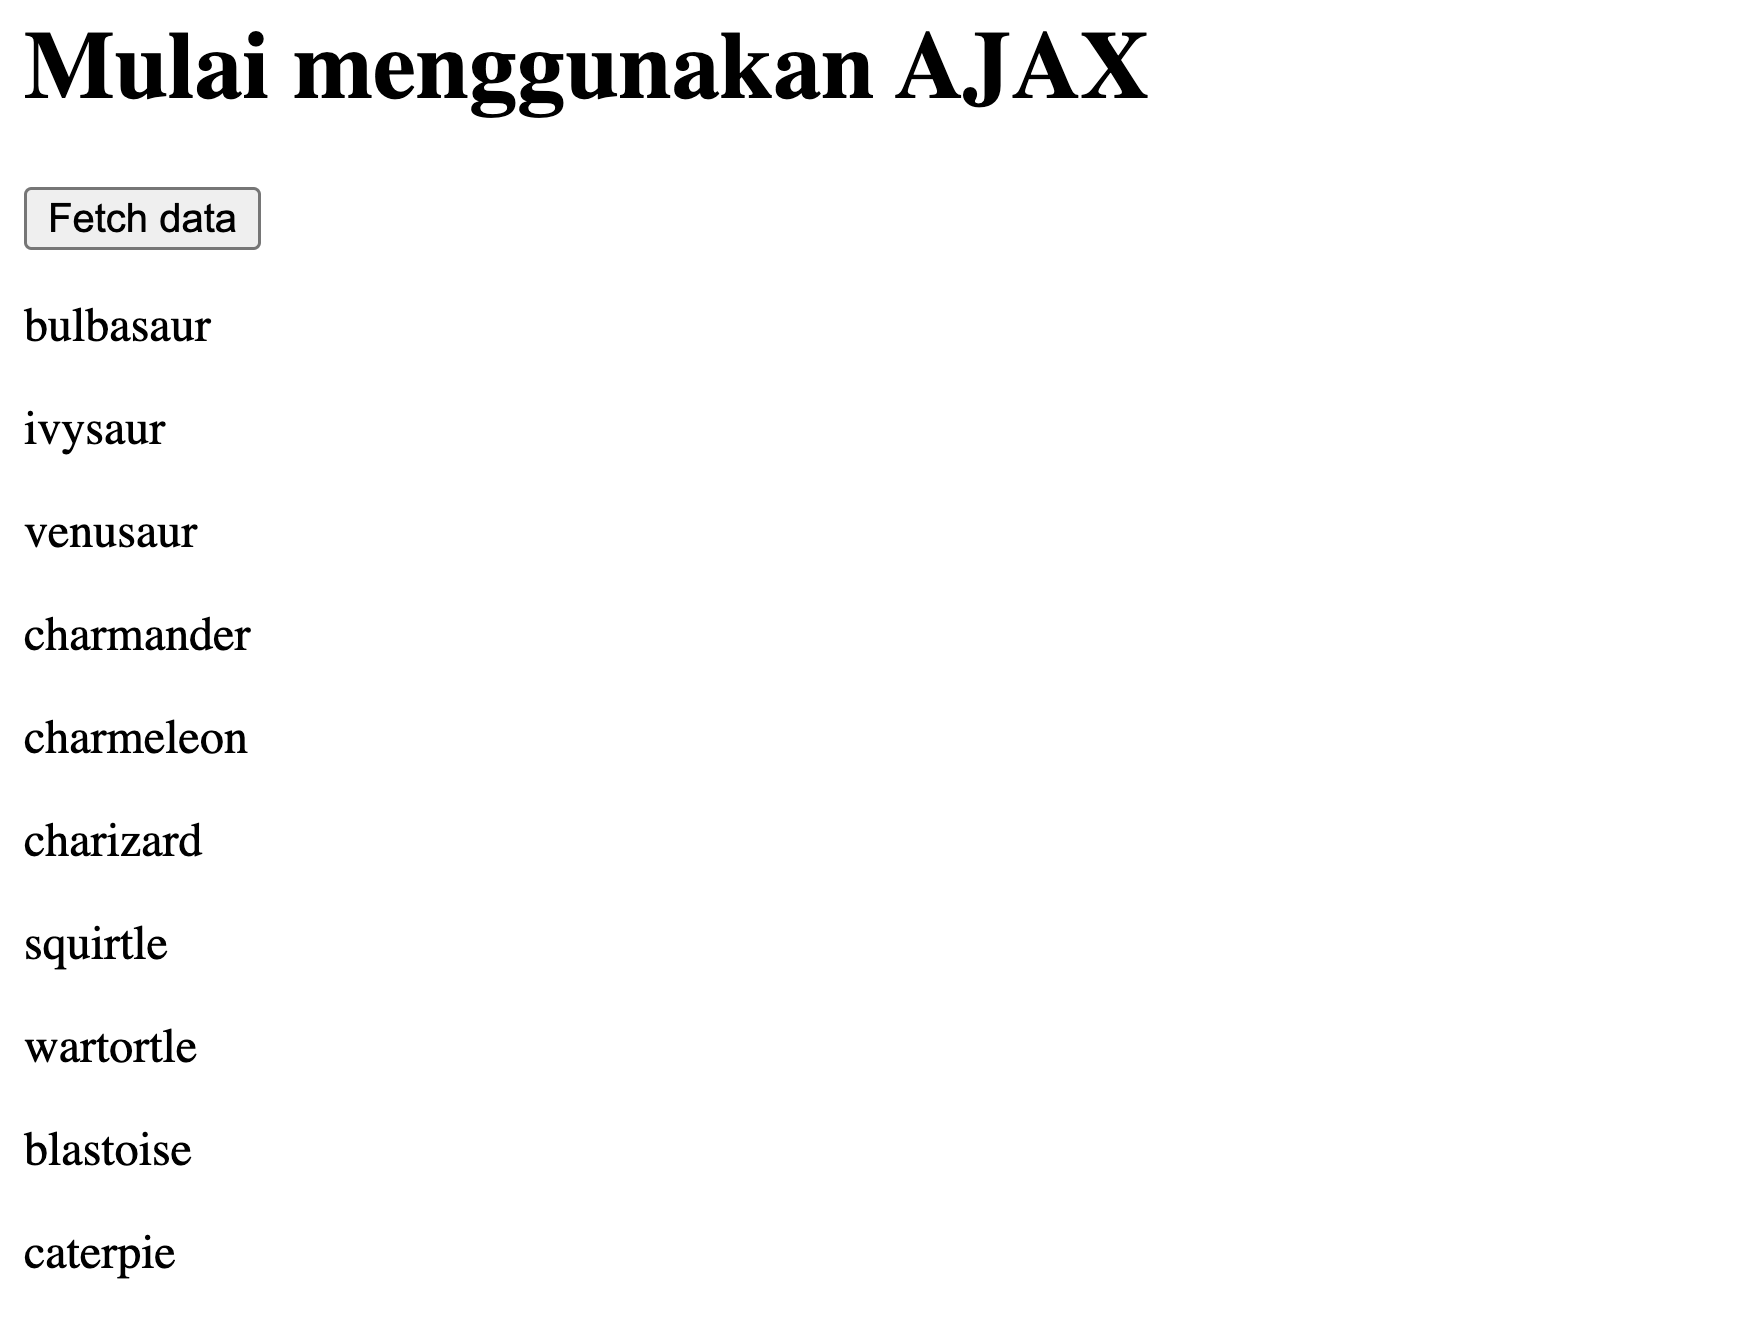 Mulai menggunakan AJAX
Fetch data
bulbasaur
ivysaur
venusaur
charmander
charmeleon
charizard
squirtle
wartortle
blastoise
caterpie